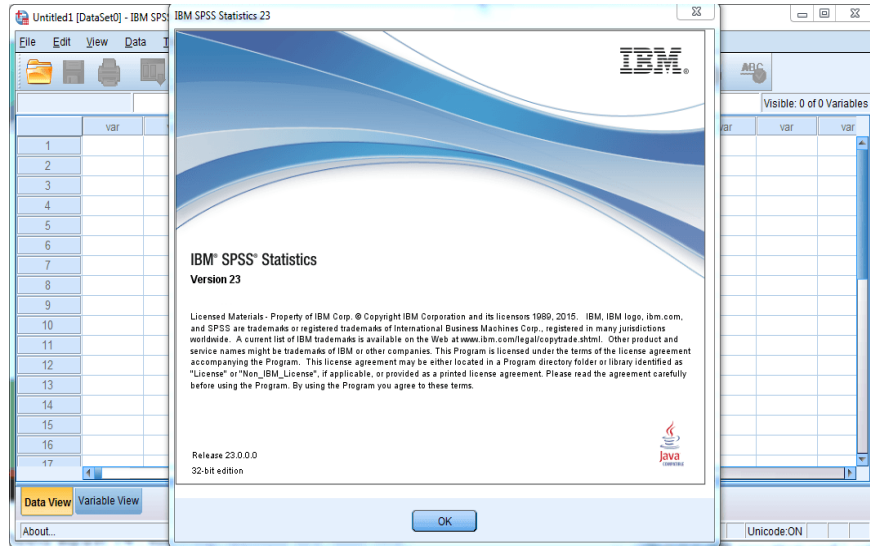 Untitled1 [DataSet0] - IBM SPS
IBM SPSS Statistics 23
File Edit View Data T
IBM®
ABC
Visible: 0 of 0 Variables
var
var var var
1
2
3
4
5
6
7
8
9
10
11
12
13
14
15
16
17
IBM® SPSS® Statistics
Version 23
Licensed Materials - Property of IBM Corp. © Copyright IBM Corporation and its licensors 1989, 2015. IBM, IBM logo, ibm.com,
and SPSS are trademarks or registered trademarks of International Business Machines Corp., registered in many jurisdictions
worldwide. A current list of IBM trademarks is available on the Web at www.ibm.com/legal/copytrade.shtml. Other product and
service names might be trademarks of IBM or other companies. This Program is licensed under the terms of the license agreement
accompanying the Program. This license agreement may be either located in a Program directory folder or library identified as
"License" or "Non_IBM_License", if applicable, or provided as a printed license agreement. Please read the agreement carefully
before using the Program. By using the Program you agree to these terms.
Release 23.0.0.0
32-bit edition
Java
COMPATIBLE
Data View Variable View
OK
About...
Unicode:ON